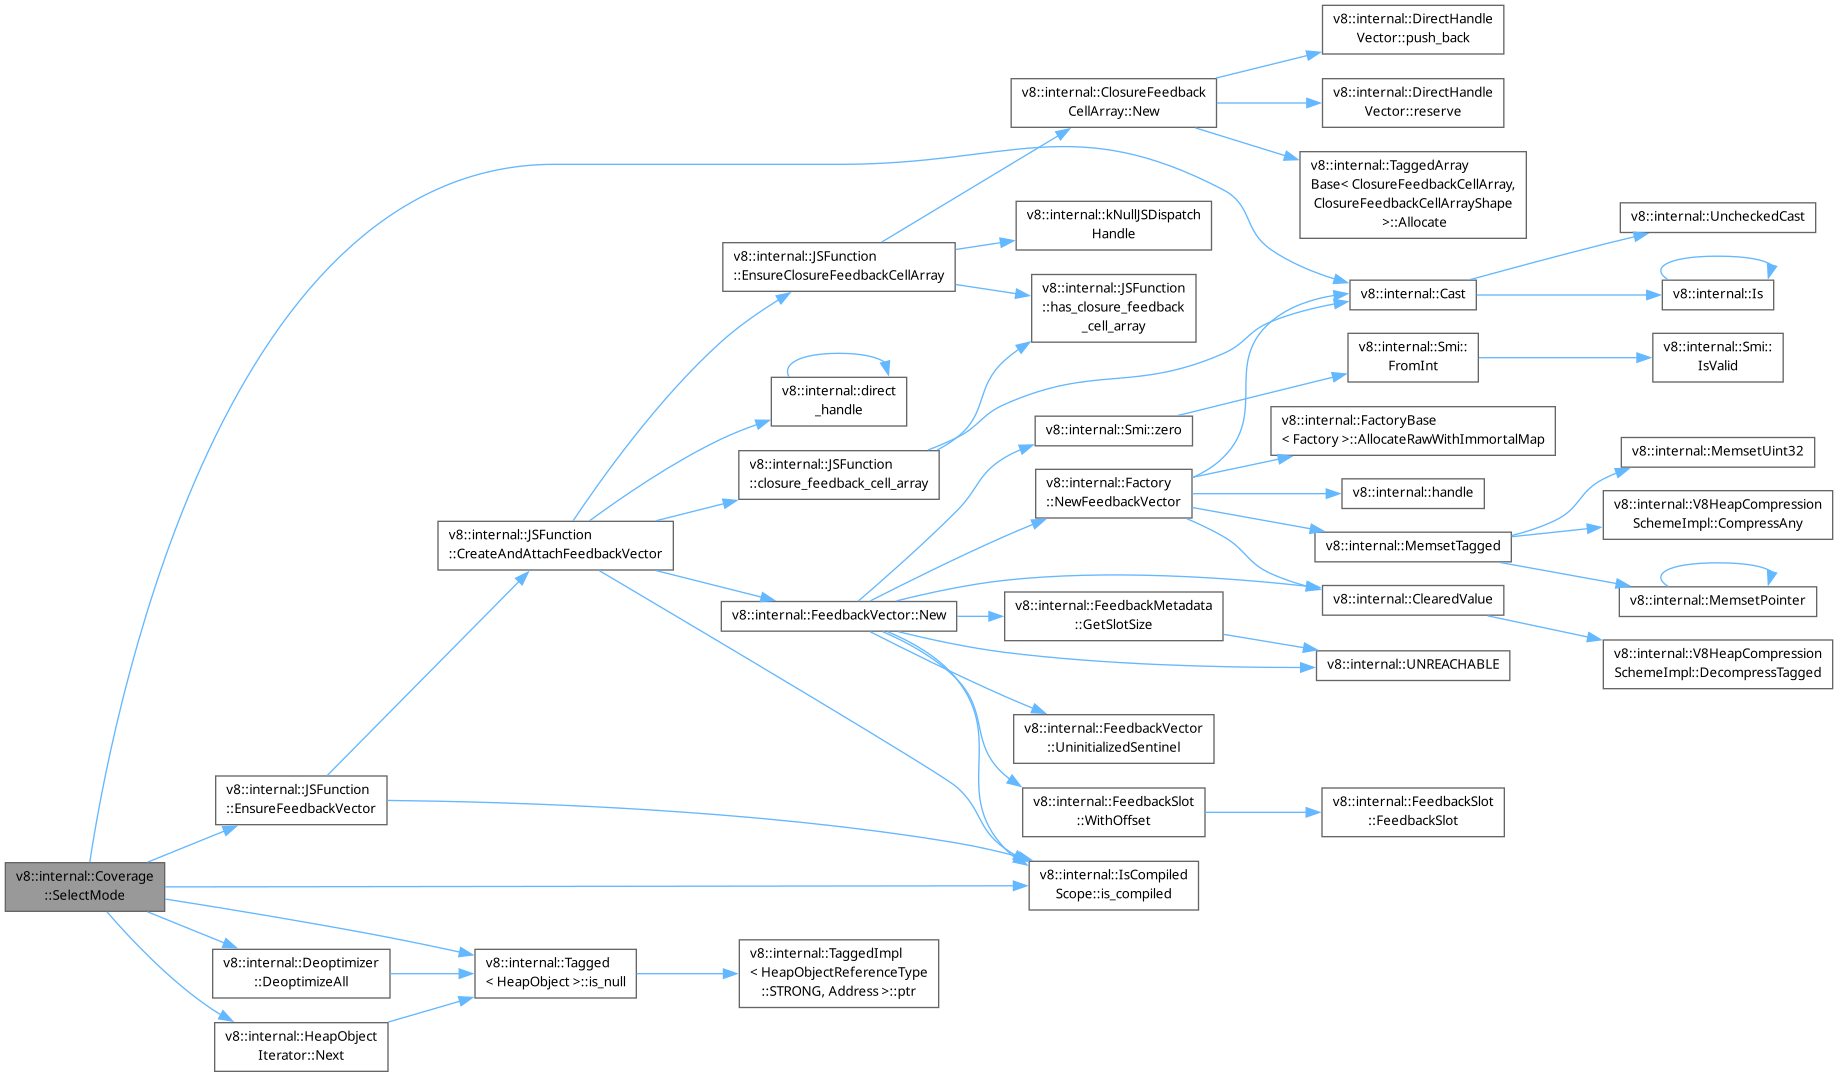 v8::internal::Coverage
::SelectMode
v8::internal::JSFunction
::EnsureFeedbackVector
v8::internal::Deoptimizer
::DeoptimizeAll
v8::internal::HeapObject
Iterator::Next
v8::internal::JSFunction
::CreateAndAttachFeedbackVector
v8::internal::Tagged
< HeapObject >::is_null
v8::internal::JSFunction
::EnsureClosureFeedbackCellArray
v8::internal::direct
_handle
v8::internal::JSFunction
::closure_feedback_cell_array
v8::internal::FeedbackVector::New
v8::internal::TaggedImpl
< HeapObjectReferenceType
::STRONG, Address >::ptr
v8::internal::ClosureFeedback
CellArray::New
v8::internal::kNullJSDispatch
Handle
v8::internal::JSFunction
::has_closure_feedback
_cell_array
v8::internal::Smi::zero
v8::internal::Factory
::NewFeedbackVector
v8::internal::FeedbackMetadata
::GetSlotSize
v8::internal::FeedbackVector
::UninitializedSentinel
v8::internal::FeedbackSlot
::WithOffset
v8::internal::IsCompiled
Scope::is_compiled
v8::internal::DirectHandle
Vector::push_back
v8::internal::DirectHandle
Vector::reserve
v8::internal::TaggedArray
Base< ClosureFeedbackCellArray,
ClosureFeedbackCellArrayShape
>::Allocate
v8::internal::Cast
v8::internal::Smi::
FromInt
v8::internal::FactoryBase
< Factory >::AllocateRawWithImmortalMap
v8::internal::handle
v8::internal::MemsetTagged
v8::internal::ClearedValue
v8::internal::UNREACHABLE
v8::internal::FeedbackSlot
::FeedbackSlot
v8::internal::UncheckedCast
v8::internal::Is
v8::internal::Smi::
IsValid
v8::internal::MemsetUint32
v8::internal::V8HeapCompression
SchemeImpl::CompressAny
v8::internal::MemsetPointer
v8::internal::V8HeapCompression
SchemeImpl::DecompressTagged